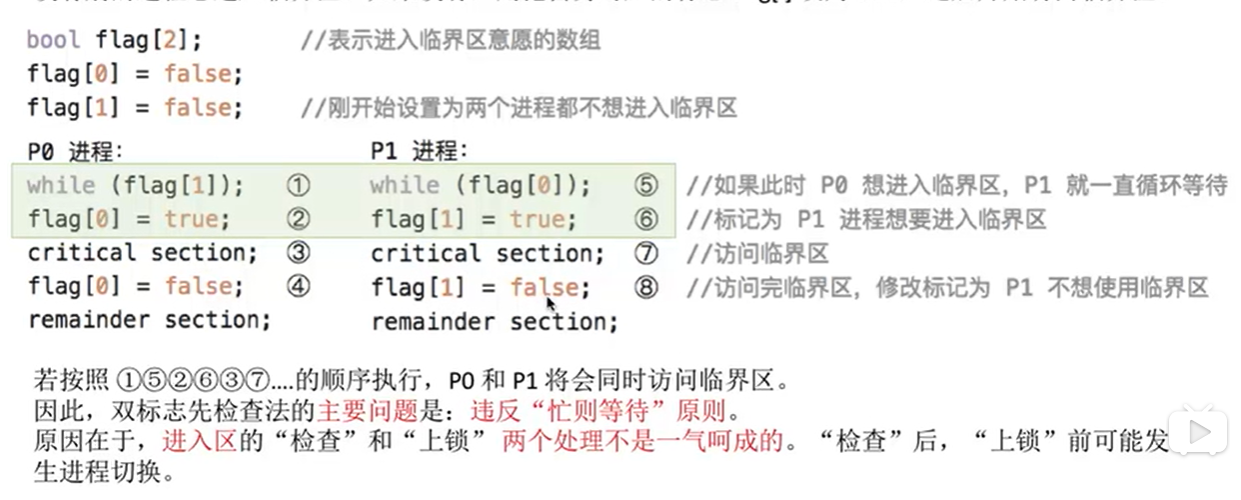 bool flag[2];          //表示进入临界区意愿的数组
flag[0] = false;
flag[1] = false;       //刚开始设置为两个进程都不想进入临界区
P0 进程:               P1 进程:
while (flag[1]);  ①    while (flag[0]);  ⑤  //如果此时 P0 想进入临界区, P1 就一直循环等待
flag[0] = true;   ②    flag[1] = true;   ⑥  //标记为 P1 进程想要进入临界区
critical section; ③    critical section; ⑦  //访问临界区
flag[0] = false;  ④    flag[1] = false;  ⑧  //访问完临界区, 修改标记为 P1 不想使用临界区
remainder section;     remainder section;
若按照 ①⑤②⑥③⑦....的顺序执行，P0 和 P1 将会同时访问临界区。
因此，双标志先检查法的主要问题是：违反“忙则等待”原则。
原因在于，进入区的“检查”和“上锁” 两个处理不是一气呵成的。“检查”后，“上锁”前可能发
生进程切换。